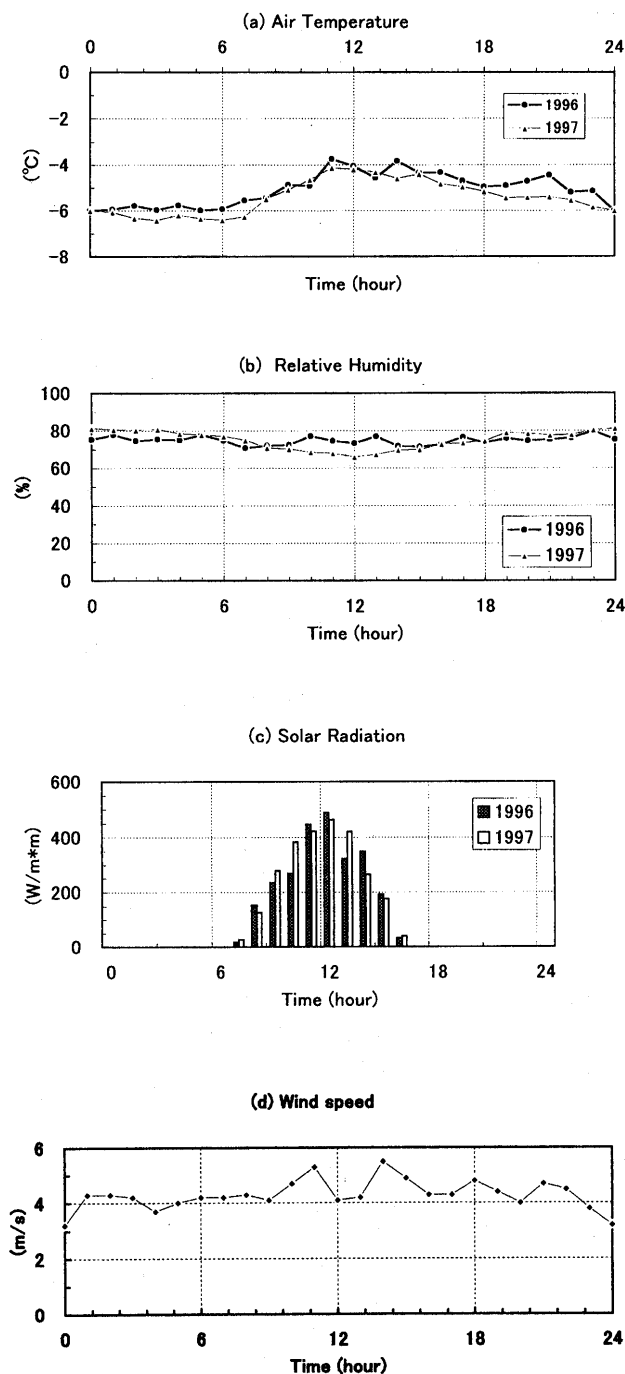 (a) Air Temperature
0 6 12 18 24
0
-2
-4
-6
-8
(℃)
1996
1997
Time (hour)
(b) Relative Humidity
100
80
60
40
20
0
(%)
1996
1997
0 6 12 18 24
Time (hour)
(c) Solar Radiation
600
400
200
0
(W/m*m)
1996
1997
0 6 12 18 24
Time (hour)
(d) Wind speed
6
4
2
0
(m/s)
0 6 12 18 24
Time (hour)